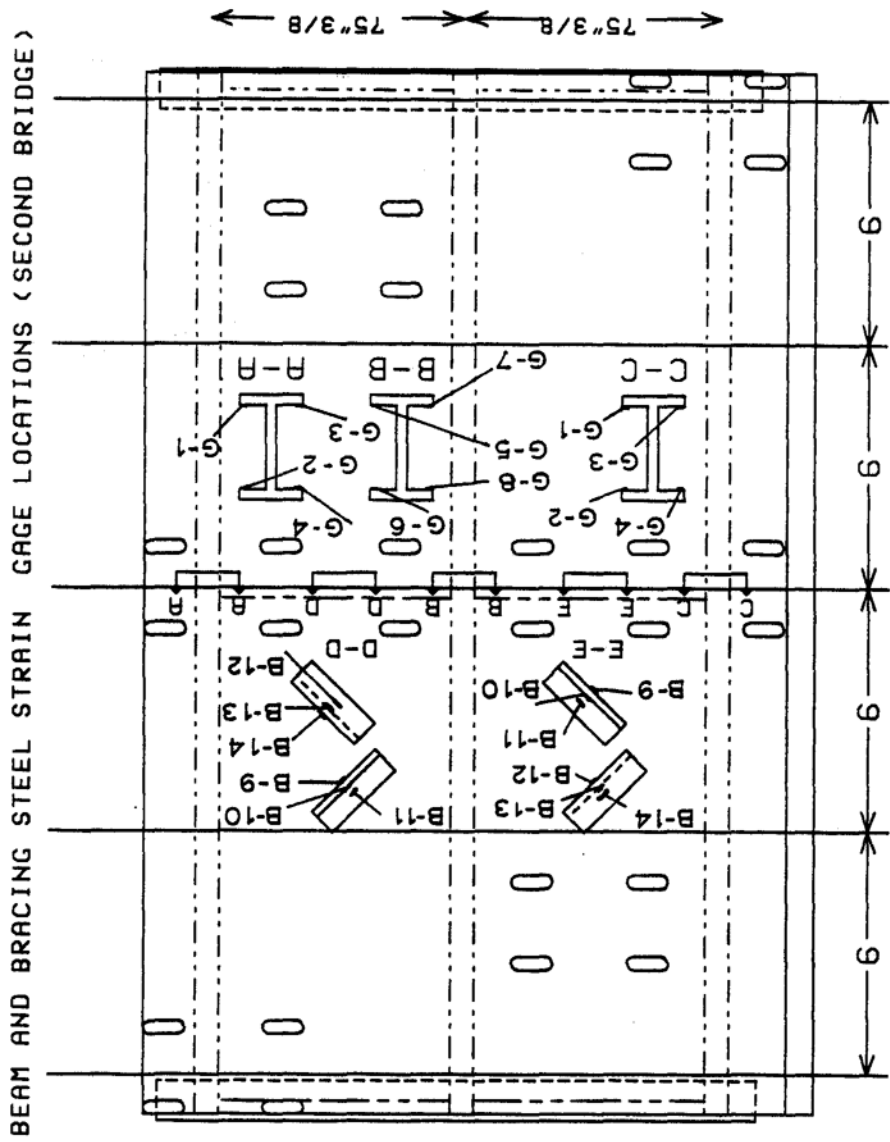 BEAM AND BRACING STEEL STRAIN GAGE LOCATIONS (SECOND BRIDGE)
75"3/8
75"3/8
6
6
6
6
A-A
G-1
G-2
G-3
G-4
B-B
G-5
G-6
G-7
G-8
C-C
G-1
G-2
G-3
G-4
A
A
D
D
B
B
E
E
C
C
D-D
B-12
B-13
B-14
B-9
B-10
B-11
E-E
B-9
B-10
B-11
B-12
B-13
B-14